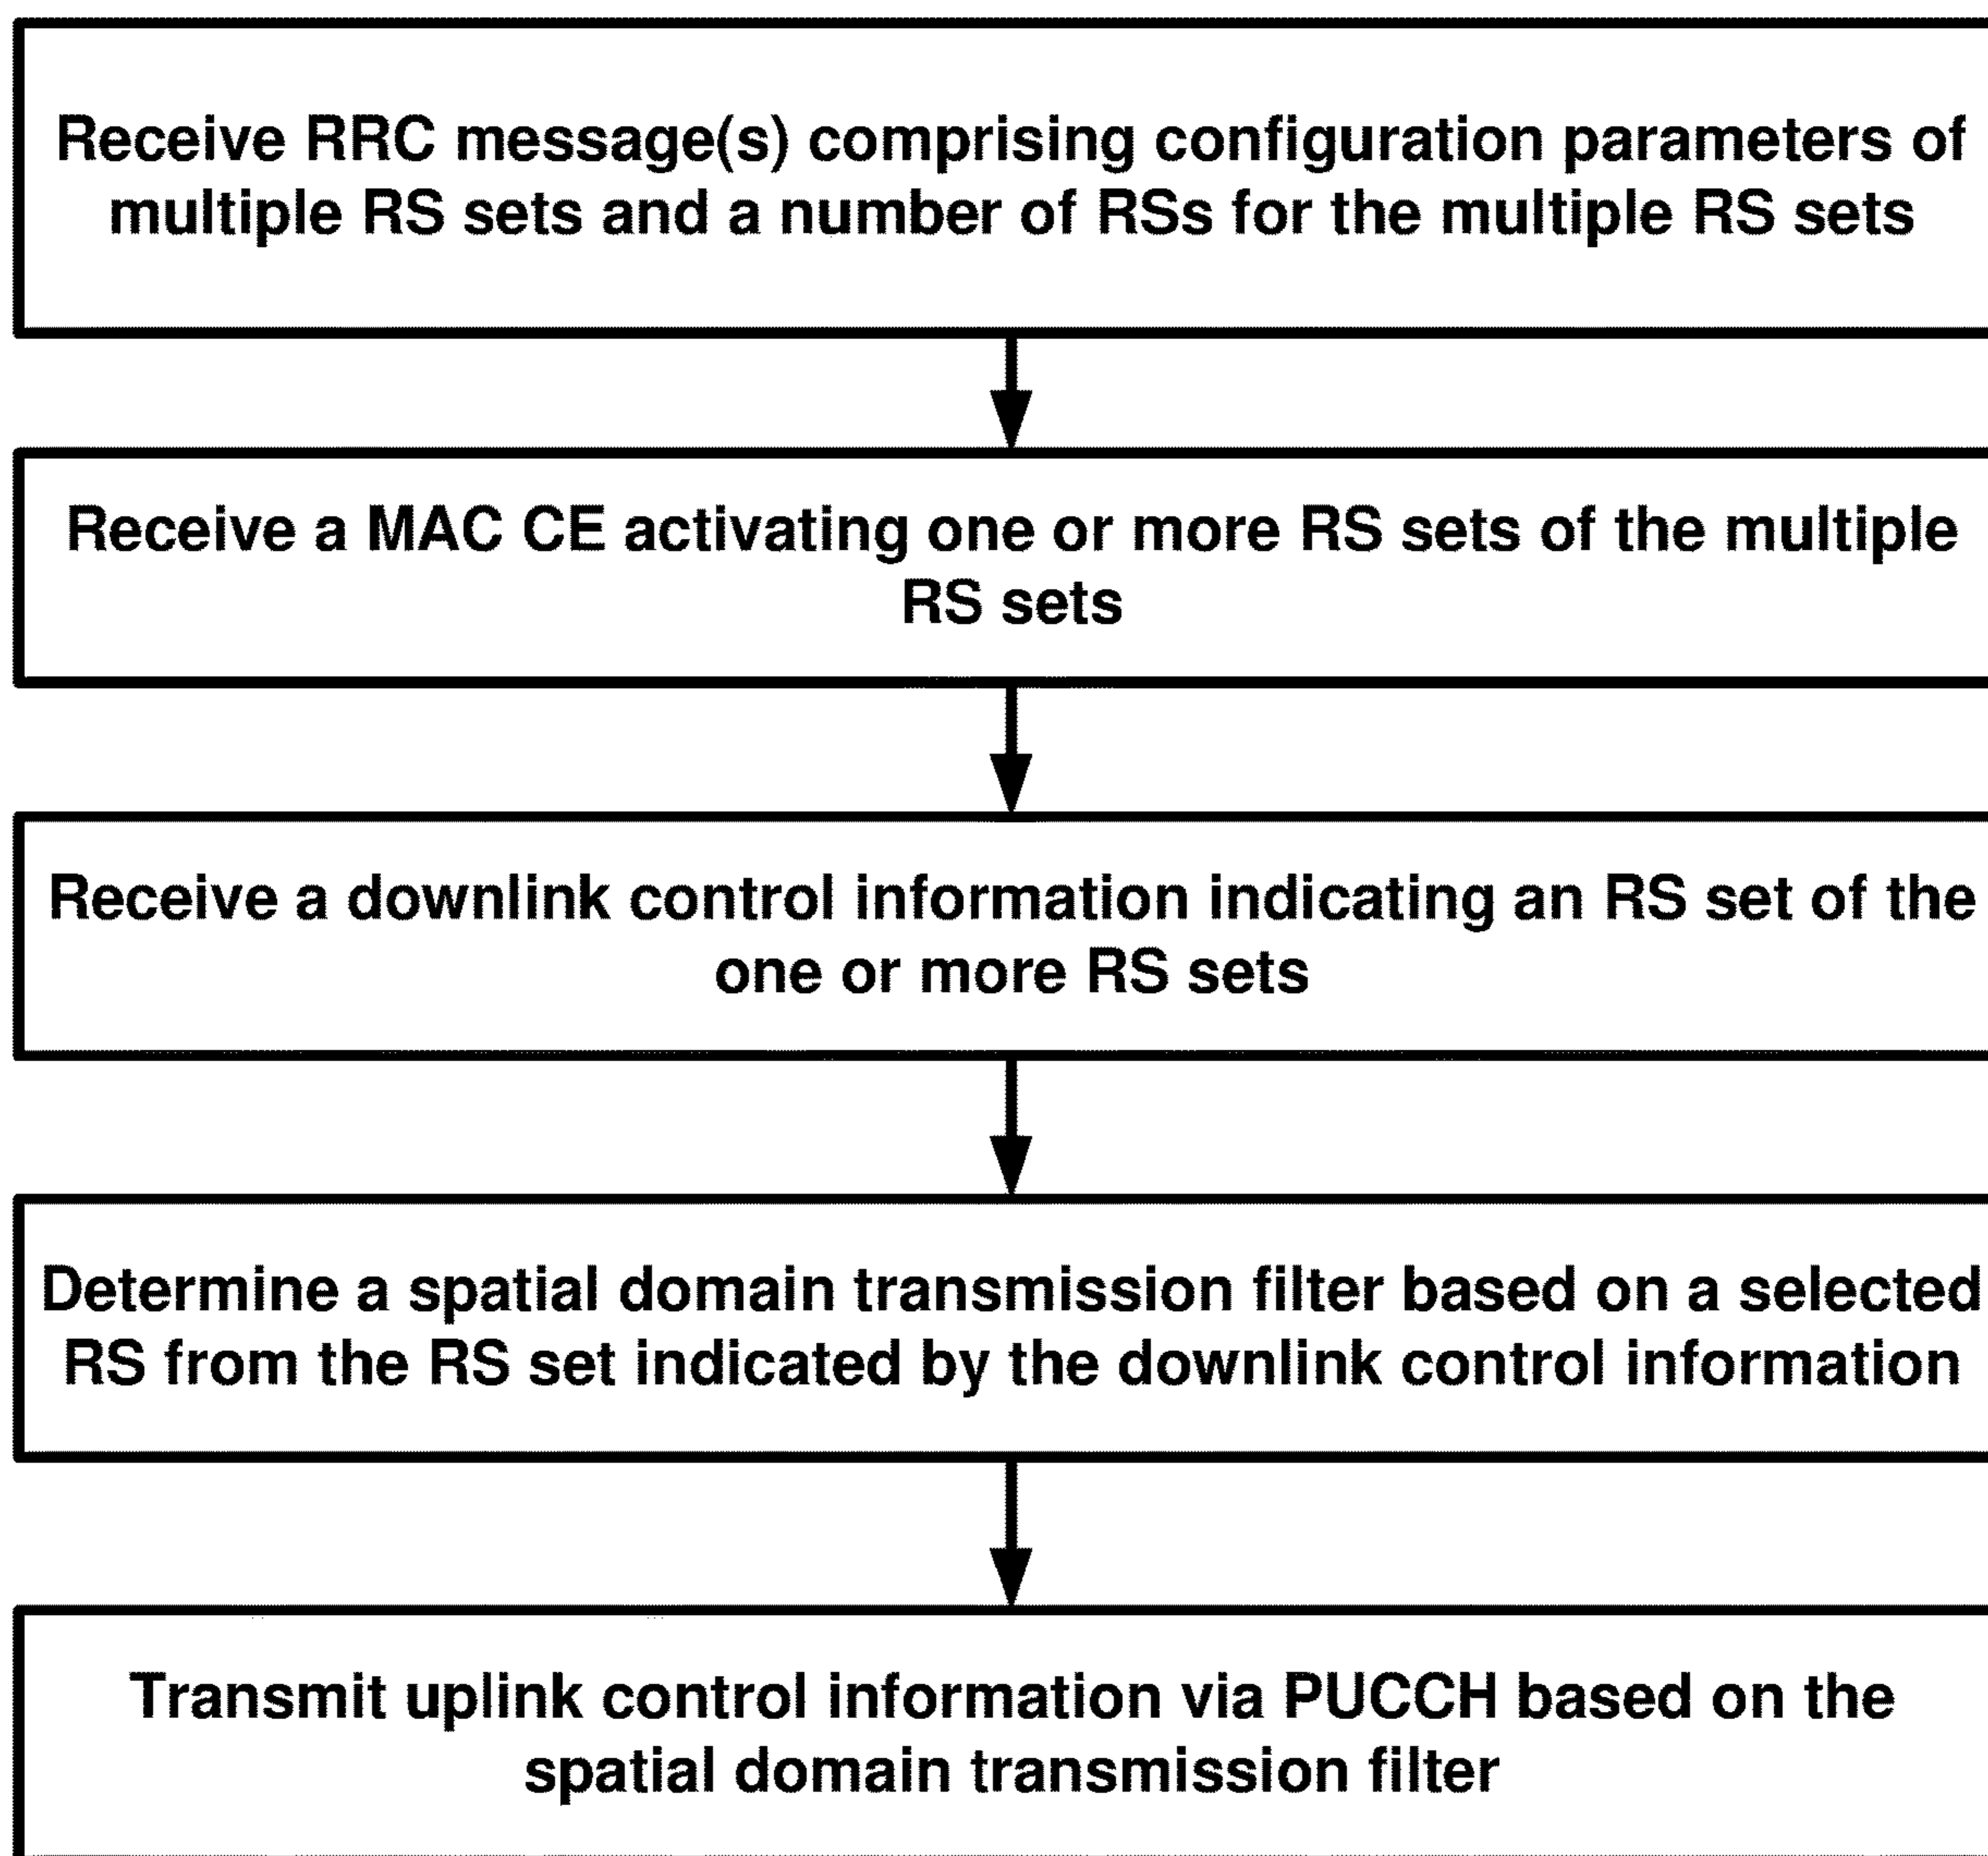 Receive RRC message(s) comprising configuration parameters of
multiple RS sets and a number of RSs for the multiple RS sets
Receive a MAC CE activating one or more RS sets of the multiple
RS sets
Receive a downlink control information indicating an RS set of the
one or more RS sets
Determine a spatial domain transmission filter based on a selected
RS from the RS set indicated by the downlink control information
Transmit uplink control information via PUCCH based on the
spatial domain transmission filter